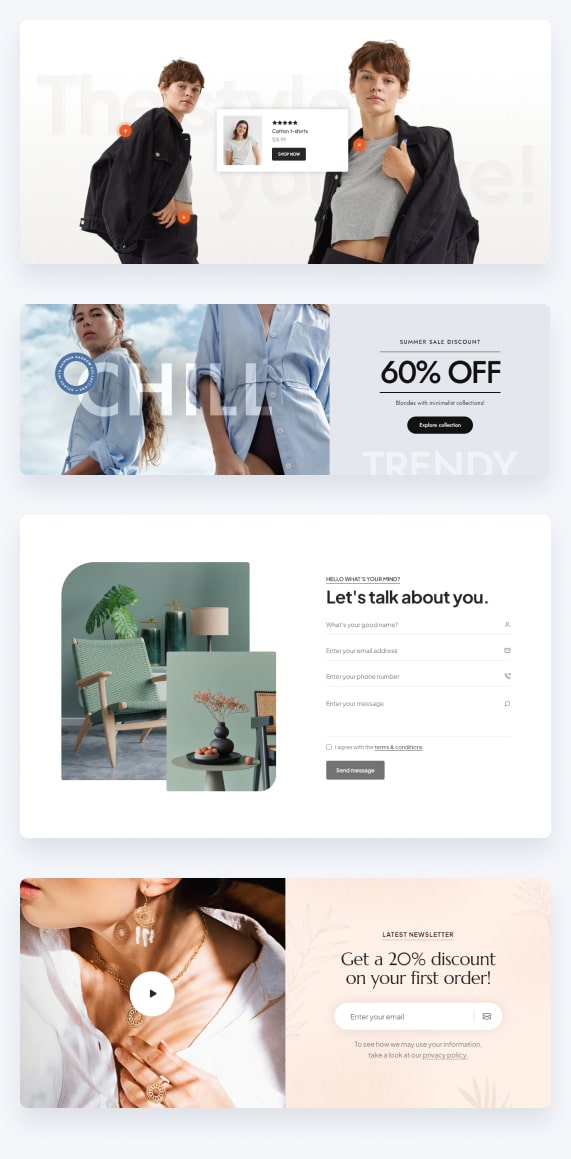 The style
you
e!
★★★★★
Cotton t-shirts
SHOP NOW
CHILL
SUMMER SALE DISCOUNT
60% OFF
Blondes with minimalist collections!
Explore collection
TRENDY
HELLO WHAT'S YOUR MIND?
Let's talk about you.
What's your good name?
Enter your email address
Enter your phone number
Enter your message
I agree with the terms & conditions
Send message
LATEST NEWSLETTER
Get a 20% discount
on your first order!
Enter your email
To see how we may use your information,
take a look at our privacy policy.